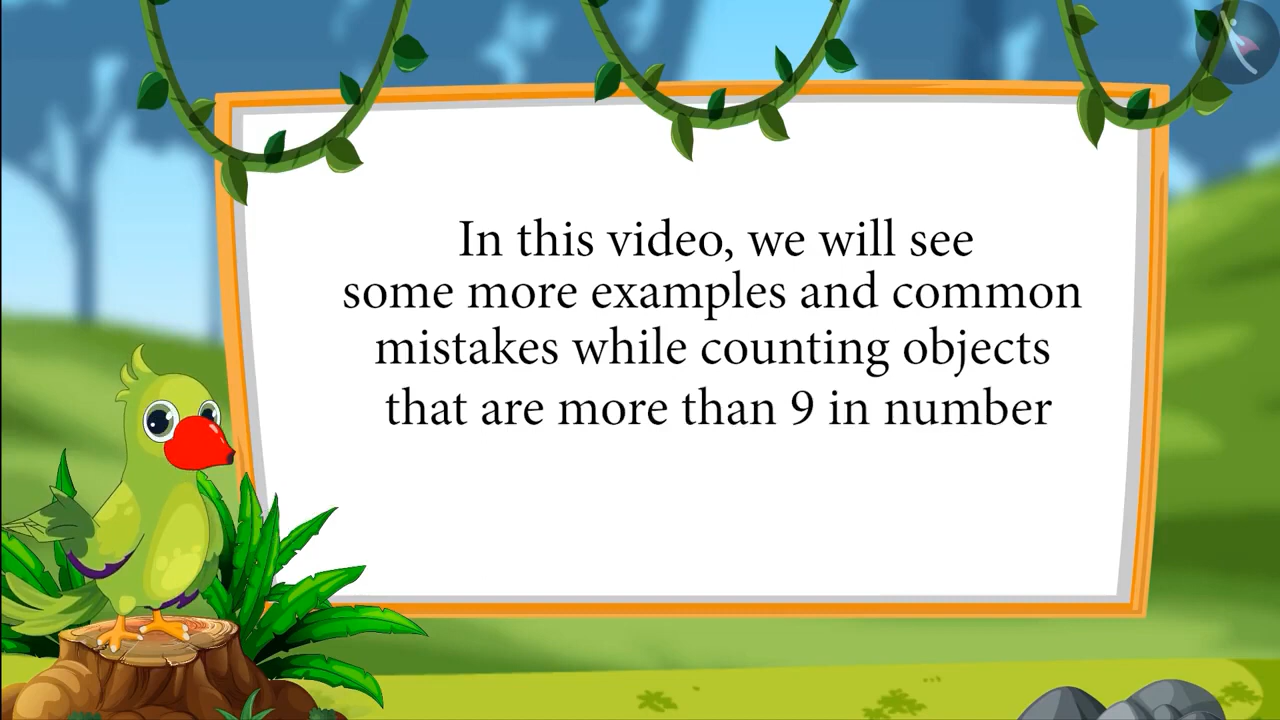 In this video, we will see
some more examples and common
mistakes while counting objects
that are more than 9 in number